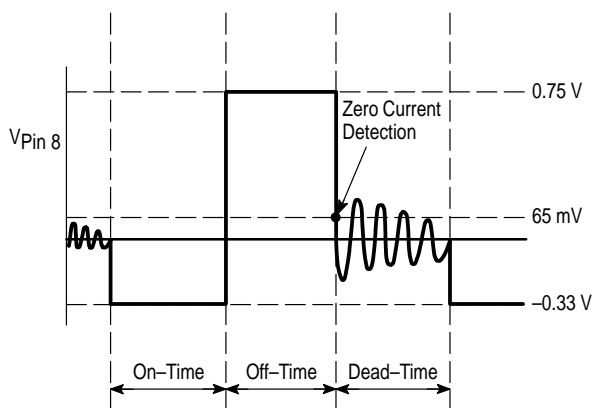 0.75 V
Zero Current
Detection
VPin 8
65 mV
–0.33 V
On–Time
Off–Time
Dead–Time